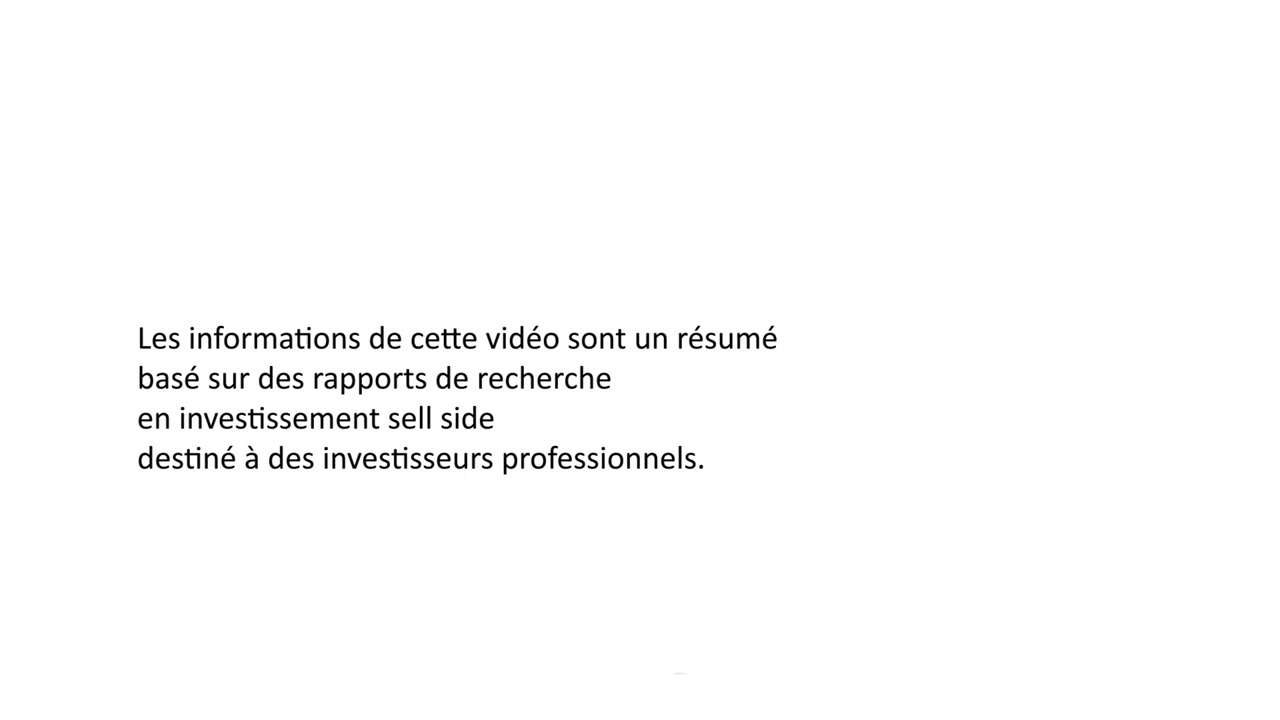 Les informations de cette vidéo sont un résumé
basé sur des rapports de recherche
en investissement sell side
destiné à des investisseurs professionnels.